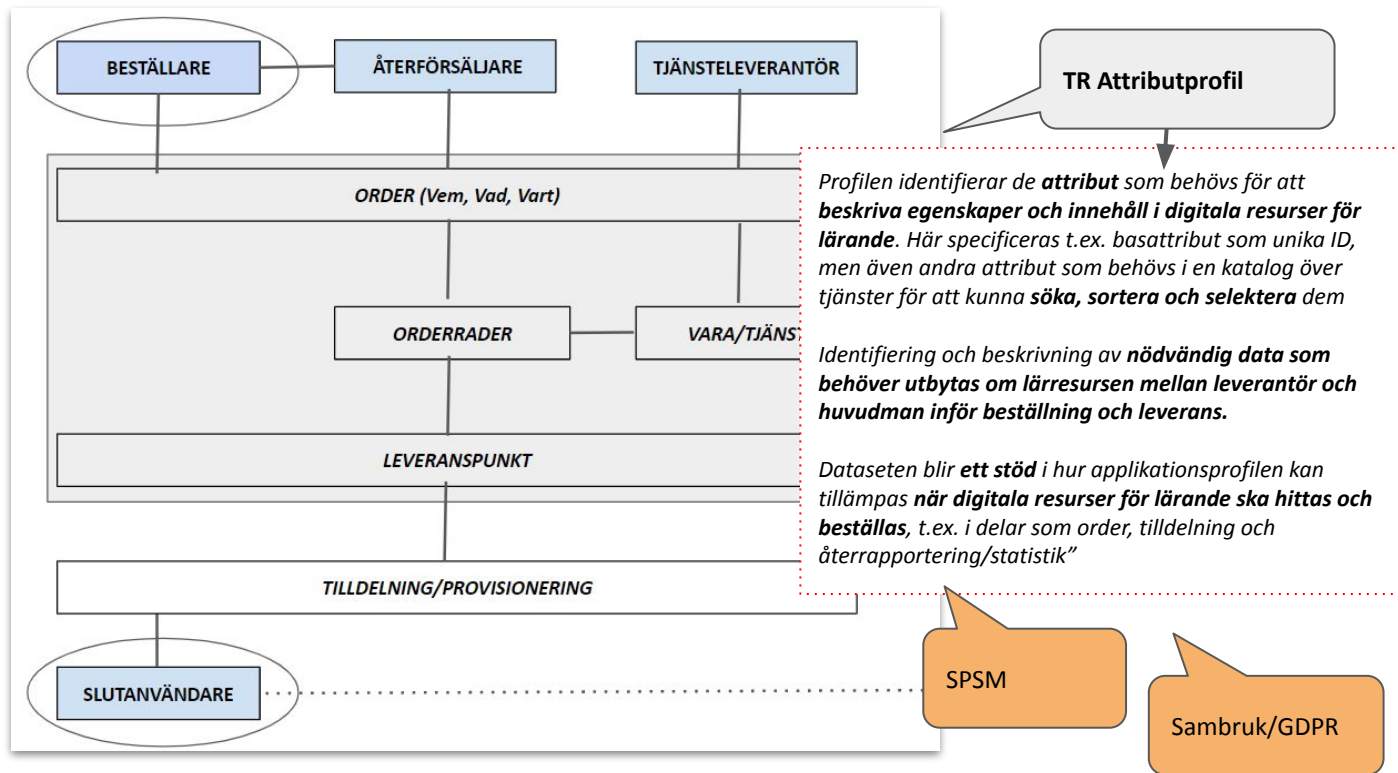 BESTÄLLARE
ÅTERFÖRSÄLJARE
TJÄNSTELEVERANTÖR
TR Attributprofil
ORDER (Vem, Vad, Vart)
ORDERRADER
VARA/TJÄNS
LEVERANSPUNKT
TILLDELNING/PROVISIONERING
SLUTANVÄNDARE
Profilen identifierar de attribut som behövs för att
beskriva egenskaper och innehåll i digitala resurser för
lärande. Här specificeras t.ex. basattribut som unika ID,
men även andra attribut som behövs i en katalog över
tjänster för att kunna söka, sortera och selektera dem
Identifiering och beskrivning av nödvändig data som
behöver utbytas om lärresursen mellan leverantör och
huvudman inför beställning och leverans.
Dataseten blir ett stöd i hur applikationsprofilen kan
tillämpas när digitala resurser för lärande ska hittas och
beställas, t.ex. i delar som order, tilldelning och
återrapportering/statistik”
SPSM
Sambruk/GDPR